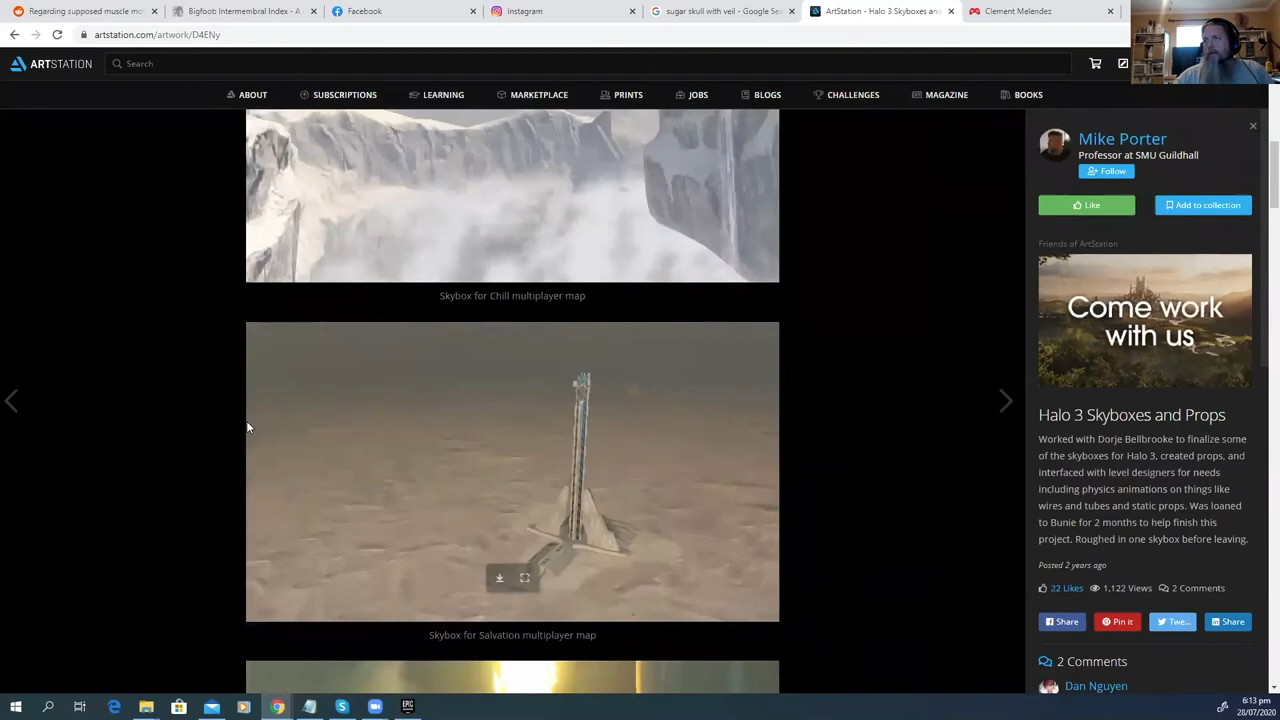 Regarding supposed muscle mo
Bigfoot Intermembral Index - A
Facebook
Instagram
sugar skull with veil - Google Se
ArtStation - Halo 3 Skyboxes and
Clement Melendez
artstation.com/artwork/D4ENy
ARTSTATION
Search
ABOUT
SUBSCRIPTIONS
LEARNING
MARKETPLACE
PRINTS
JOBS
BLOGS
CHALLENGES
MAGAZINE
BOOKS
Skybox for Chill multiplayer map
Skybox for Salvation multiplayer map
Mike Porter
Professor at SMU Guildhall
Follow
Like
Add to collection
Friends of ArtStation
Come work
with us
Halo 3 Skyboxes and Props
Worked with Dorje Bellbrooke to finalize some
of the skyboxes for Halo 3, created props, and
interfaced with level designers for needs
including physics animations on things like
wires and tubes and static props. Was loaned
to Bunie for 2 months to help finish this
project. Roughed in one skybox before leaving.
Posted 2 years ago
22 Likes
1,122 Views
2 Comments
Share
Pin it
Twe...
Share
2 Comments
Dan Nguyen
EPIC
6:13 pm
28/07/2020